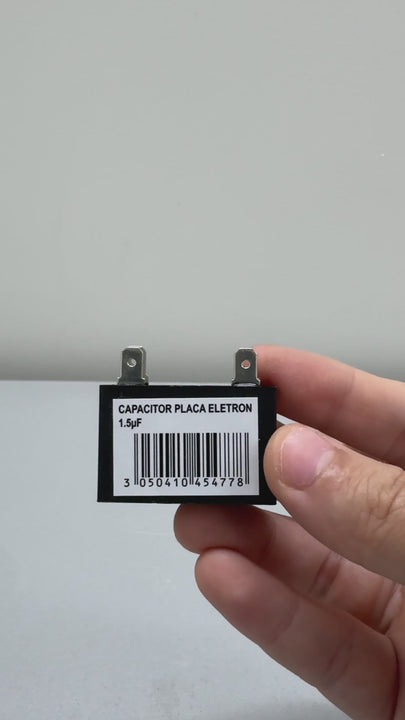 CAPACITOR PLACA ELETRON
1.5µF
3 050410 454778